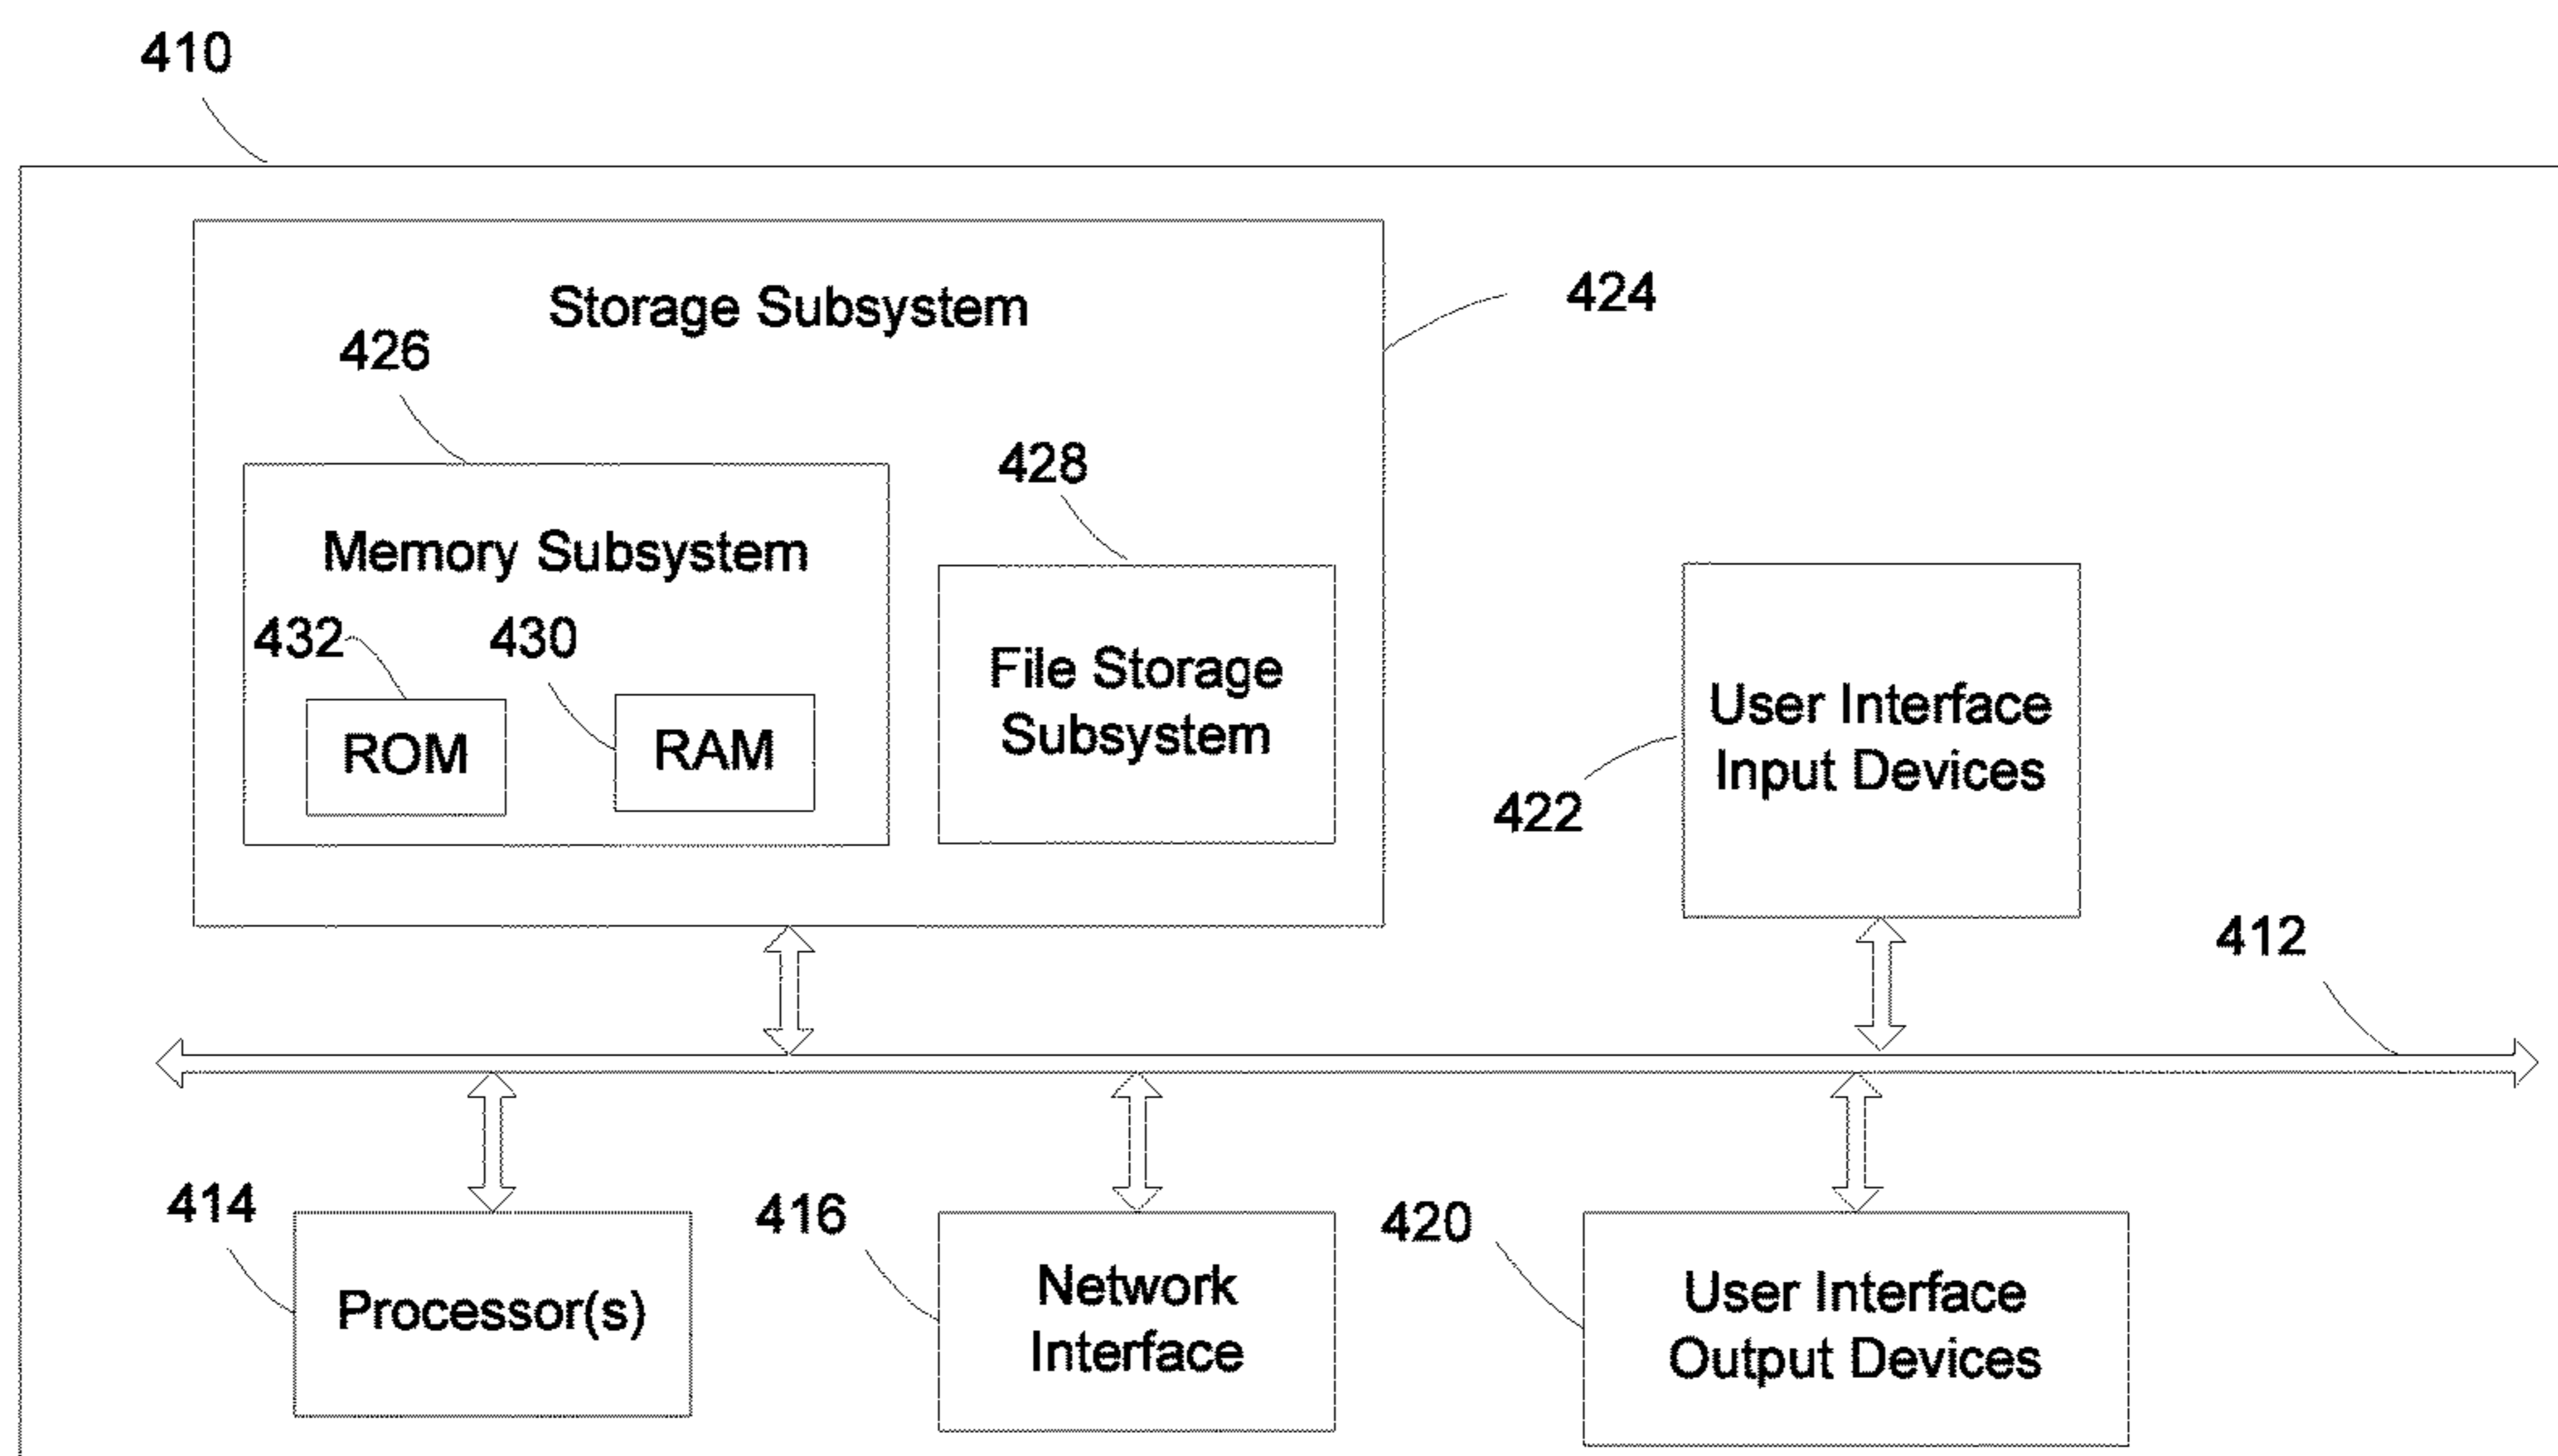 410
Storage Subsystem
424
426
428
Memory Subsystem
432
430
File Storage
Subsystem
ROM
RAM
User Interface
Input Devices
422
412
414
416
420
Processor(s)
Network
Interface
User Interface
Output Devices